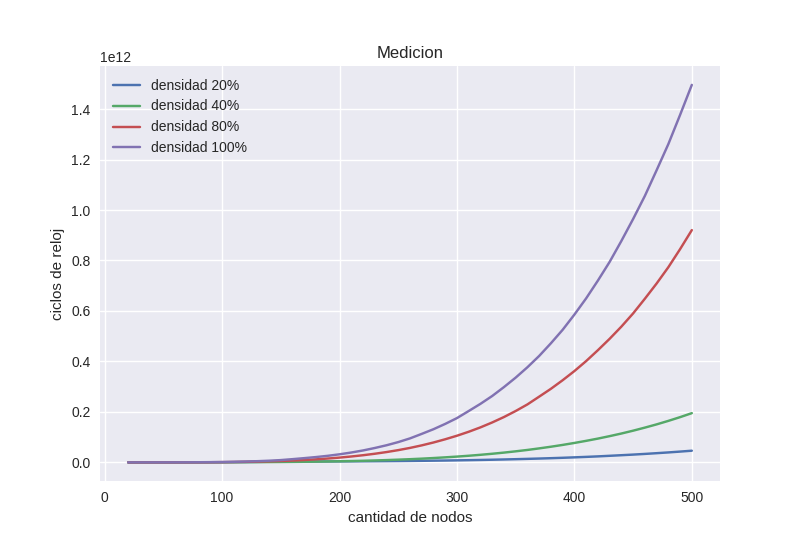 Medicion
1e12
densidad 20%
densidad 40%
densidad 80%
densidad 100%
1.4
1.2
1.0
0.8
0.6
0.4
0.2
0.0
ciclos de reloj
0 100 200 300 400 500
cantidad de nodos